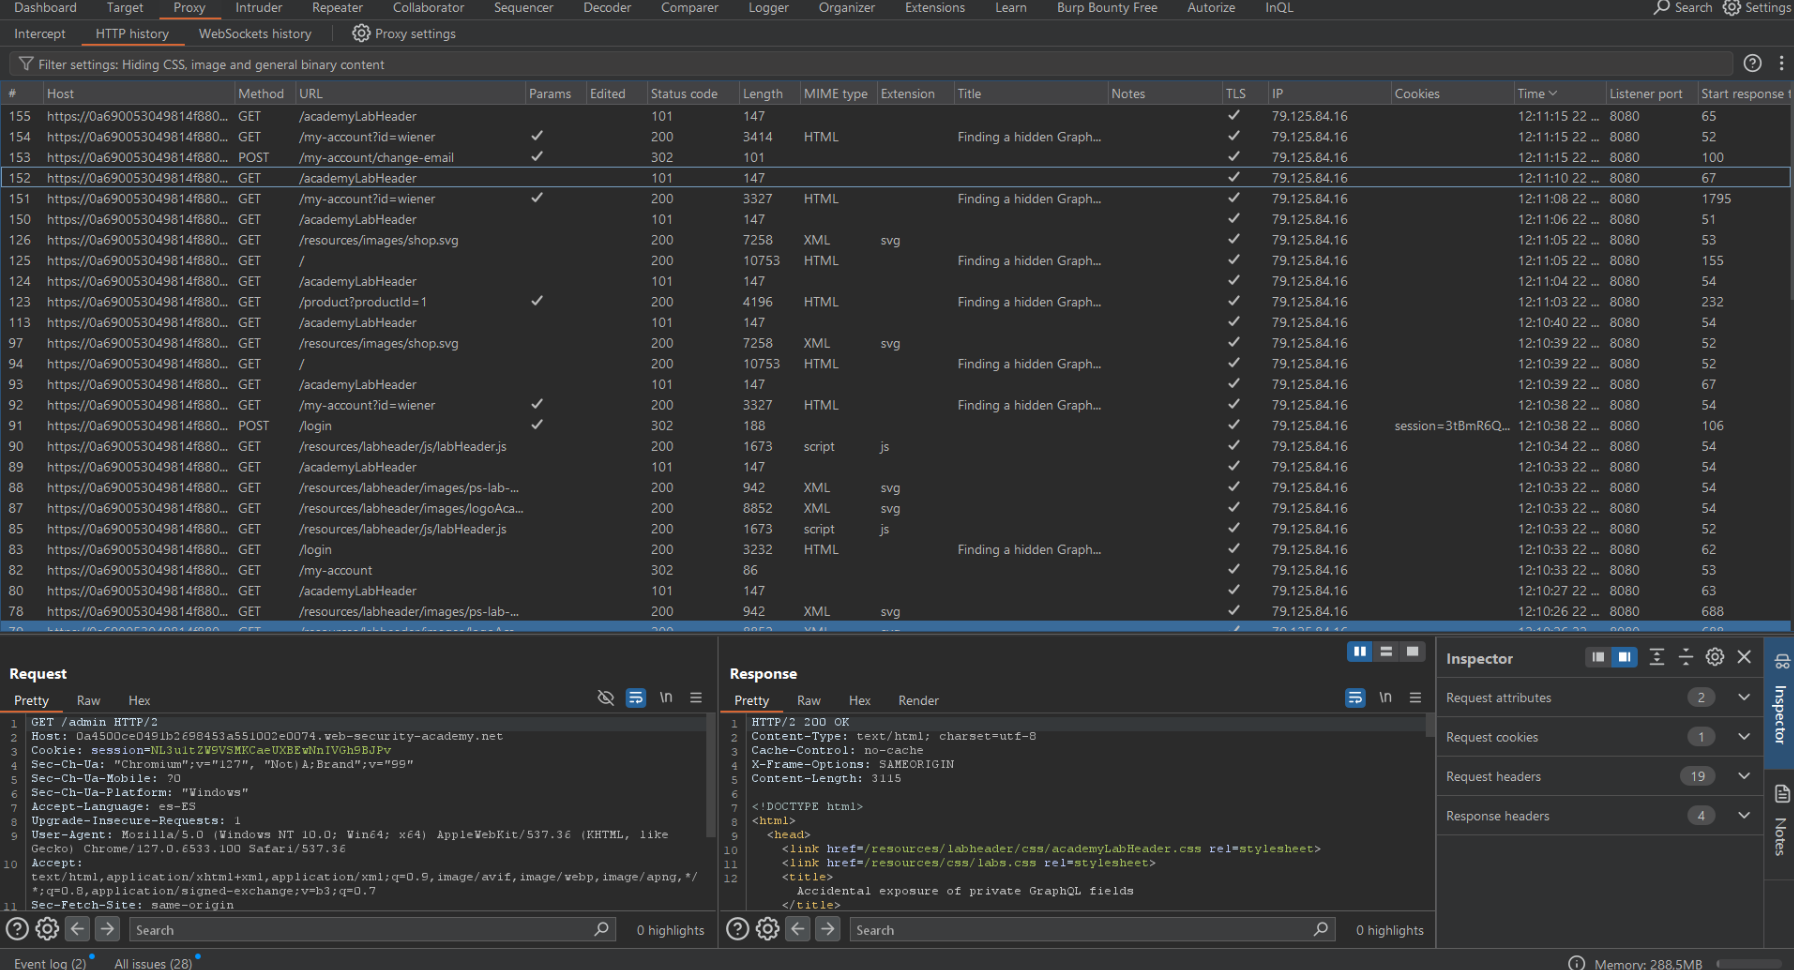 Dashboard Target Proxy Intruder Repeater Collaborator Sequencer Decoder Comparer Logger Organizer Extensions Learn Burp Bounty Free Autorize InQL Search Settings
Intercept HTTP history WebSockets history Proxy settings
Filter settings: Hiding CSS, image and general binary content
# Host Method URL Params Edited Status code Length MIME type Extension Title Notes TLS IP Cookies Time Listener port Start response t
155 https://0a690053049814f880... GET /academyLabHeader 101 147 ✓ 79.125.84.16 12:11:15 22 ... 8080 65
154 https://0a690053049814f880... GET /my-account?id=wiener ✓ 200 3414 HTML Finding a hidden Graph... ✓ 79.125.84.16 12:11:15 22 ... 8080 52
153 https://0a690053049814f880... POST /my-account/change-email ✓ 302 101 ✓ 79.125.84.16 12:11:15 22 ... 8080 100
152 https://0a690053049814f880... GET /academyLabHeader 101 147 ✓ 79.125.84.16 12:11:10 22 ... 8080 67
151 https://0a690053049814f880... GET /my-account?id=wiener ✓ 200 3327 HTML Finding a hidden Graph... ✓ 79.125.84.16 12:11:08 22 ... 8080 1795
150 https://0a690053049814f880... GET /academyLabHeader 101 147 ✓ 79.125.84.16 12:11:06 22 ... 8080 51
126 https://0a690053049814f880... GET /resources/images/shop.svg 200 7258 XML svg ✓ 79.125.84.16 12:11:05 22 ... 8080 53
125 https://0a690053049814f880... GET / 200 10753 HTML Finding a hidden Graph... ✓ 79.125.84.16 12:11:05 22 ... 8080 155
124 https://0a690053049814f880... GET /academyLabHeader 101 147 ✓ 79.125.84.16 12:11:04 22 ... 8080 54
123 https://0a690053049814f880... GET /product?productId=1 ✓ 200 4196 HTML Finding a hidden Graph... ✓ 79.125.84.16 12:11:03 22 ... 8080 232
113 https://0a690053049814f880... GET /academyLabHeader 101 147 ✓ 79.125.84.16 12:10:40 22 ... 8080 54
97 https://0a690053049814f880... GET /resources/images/shop.svg 200 7258 XML svg ✓ 79.125.84.16 12:10:39 22 ... 8080 52
94 https://0a690053049814f880... GET / 200 10753 HTML Finding a hidden Graph... ✓ 79.125.84.16 12:10:39 22 ... 8080 52
93 https://0a690053049814f880... GET /academyLabHeader 101 147 ✓ 79.125.84.16 12:10:39 22 ... 8080 67
92 https://0a690053049814f880... GET /my-account?id=wiener ✓ 200 3327 HTML Finding a hidden Graph... ✓ 79.125.84.16 12:10:38 22 ... 8080 54
91 https://0a690053049814f880... POST /login ✓ 302 188 ✓ 79.125.84.16 session=3tBmR6Q... 12:10:38 22 ... 8080 106
90 https://0a690053049814f880... GET /resources/labheader/js/labHeader.js 200 1673 script js ✓ 79.125.84.16 12:10:34 22 ... 8080 54
89 https://0a690053049814f880... GET /academyLabHeader 101 147 ✓ 79.125.84.16 12:10:33 22 ... 8080 54
88 https://0a690053049814f880... GET /resources/labheader/images/ps-lab-... 200 942 XML svg ✓ 79.125.84.16 12:10:33 22 ... 8080 54
87 https://0a690053049814f880... GET /resources/labheader/images/logoAca... 200 8852 XML svg ✓ 79.125.84.16 12:10:33 22 ... 8080 54
85 https://0a690053049814f880... GET /resources/labheader/js/labHeader.js 200 1673 script js ✓ 79.125.84.16 12:10:33 22 ... 8080 52
83 https://0a690053049814f880... GET /login 200 3232 HTML Finding a hidden Graph... ✓ 79.125.84.16 12:10:33 22 ... 8080 62
82 https://0a690053049814f880... GET /my-account 302 86 ✓ 79.125.84.16 12:10:33 22 ... 8080 53
80 https://0a690053049814f880... GET /academyLabHeader 101 147 ✓ 79.125.84.16 12:10:27 22 ... 8080 63
78 https://0a690053049814f880... GET /resources/labheader/images/ps-lab-... 200 942 XML svg ✓ 79.125.84.16 12:10:26 22 ... 8080 688
Request
Pretty Raw Hex \n
1 GET /admin HTTP/2
2 Host: 0a4500ce0491b2698453a551002e0074.web-security-academy.net
3 Cookie: session=NL3u1tZW9VSMKCaeUXBEwNnIVGh9BJPv
4 Sec-Ch-Ua: "Chromium";v="127", "Not)A;Brand";v="99"
5 Sec-Ch-Ua-Mobile: ?0
6 Sec-Ch-Ua-Platform: "Windows"
7 Accept-Language: es-ES
8 Upgrade-Insecure-Requests: 1
9 User-Agent: Mozilla/5.0 (Windows NT 10.0; Win64; x64) AppleWebKit/537.36 (KHTML, like
Gecko) Chrome/127.0.6533.100 Safari/537.36
10 Accept:
text/html,application/xhtml+xml,application/xml;q=0.9,image/avif,image/webp,image/apng,*/
*;q=0.8,application/signed-exchange;v=b3;q=0.7
11 Sec-Fetch-Site: same-origin
Search 0 highlights
Response
Pretty Raw Hex Render \n
1 HTTP/2 200 OK
2 Content-Type: text/html; charset=utf-8
3 Cache-Control: no-cache
4 X-Frame-Options: SAMEORIGIN
5 Content-Length: 3115
6
7 <!DOCTYPE html>
8 <html>
9 <head>
10 <link href=/resources/labheader/css/academyLabHeader.css rel=stylesheet>
11 <link href=/resources/css/labs.css rel=stylesheet>
12 <title>
Accidental exposure of private GraphQL fields
</title>
Search 0 highlights
Inspector
Request attributes 2
Request cookies 1
Request headers 19
Response headers 4
Inspector
Notes
Event log (2) All issues (28) Memory: 288.5MB